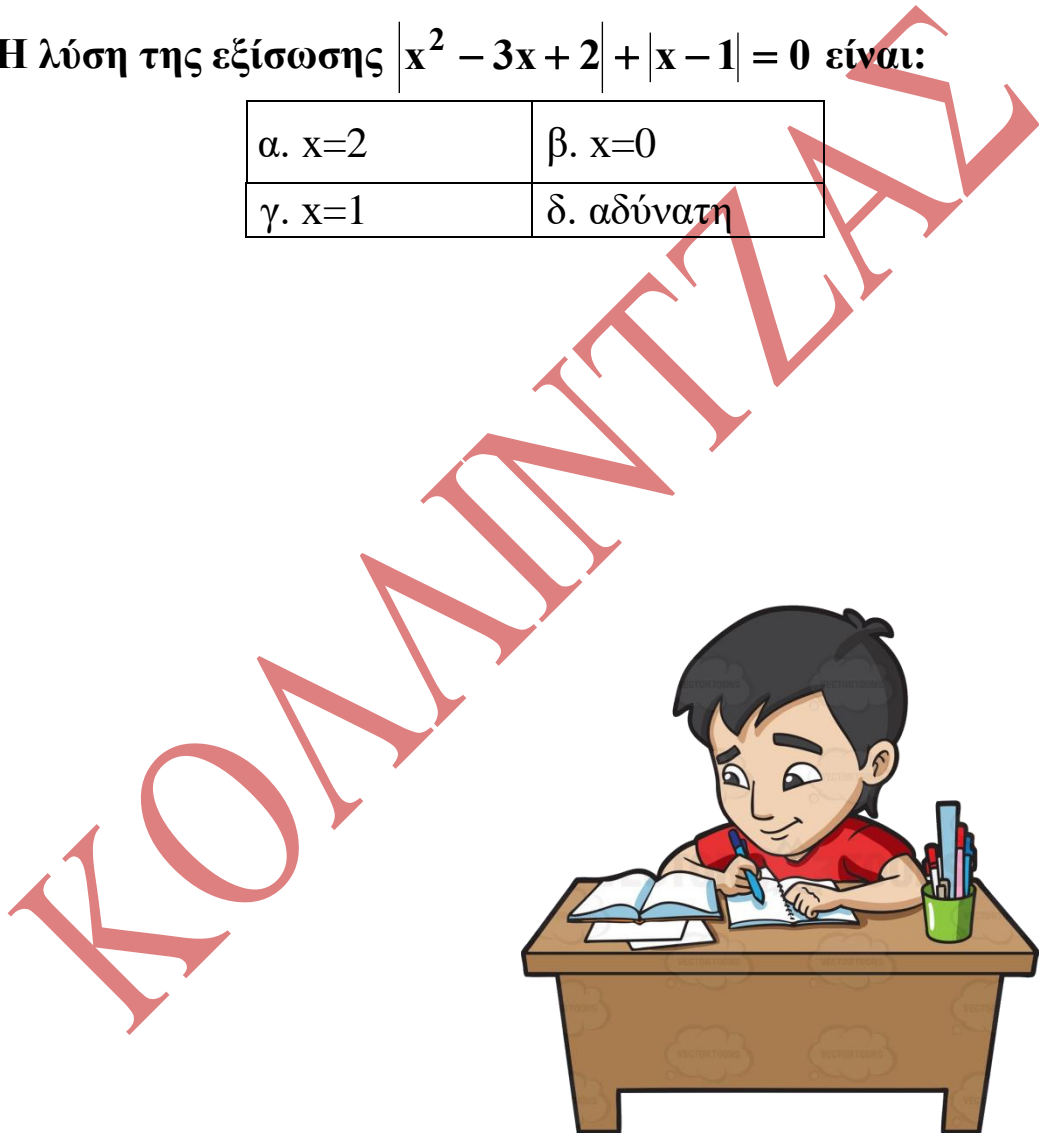 Η λύση της εξίσωσης |x² − 3x + 2| + |x − 1| = 0 είναι:
α. x=2 β. x=0
γ. x=1 δ. αδύνατη
ΚΟΛΛΙΝΤΖΑΣ